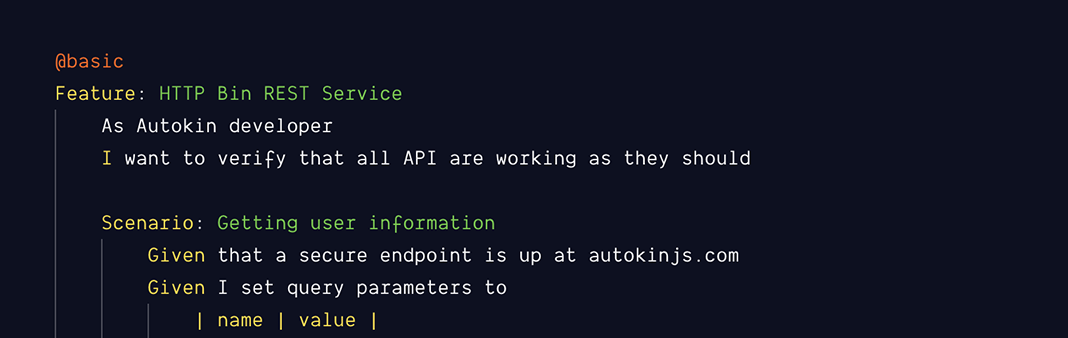 @basic
Feature: HTTP Bin REST Service
As Autokin developer
I want to verify that all API are working as they should
Scenario: Getting user information
Given that a secure endpoint is up at autokinjs.com
Given I set query parameters to
| name | value |